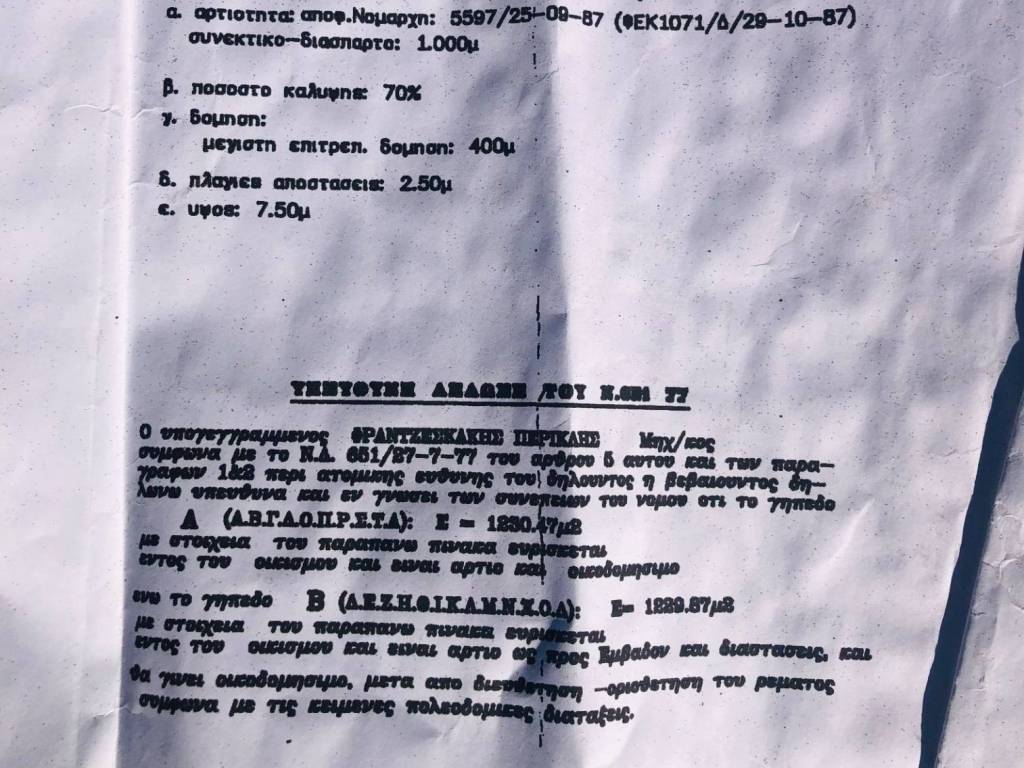 α. αρτιοτητα: αποφ.Νομαρχη: 5597/25-09-87 (ΦΕΚ1071/Δ/29-10-87)
συνεκτικο-διασπαρτο: 1.000μ
β. ποσοστο καλυψης: 70%
γ. δομηση:
μεγιστη επιτρεπ. δομηση: 400μ
δ. πλαγιες αποστασεις: 2.50μ
ε. υψος: 7.50μ
ΥΠΕΥΘΥΝΗ ΔΗΛΩΣΗ ΤΟΥ Ν.651 77
Ο υπογεγγραμμενος ΦΡΑΝΤΖΕΣΚΑΚΗΣ ΠΕΡΙΚΛΗΣ Μηχ/κος
συμφωνα με το Ν.Δ. 651/27-7-77 του αρθρου 5 αυτου και των παρα-
γραφων 1&2 περι ατομικης ευθυνης του δηλουντος η βεβαιουντος δη-
λωνω υπευθυνα και εν γνωσει των συνεπειων του νομου οτι το γηπεδο
Α (Α.Β.Γ.Δ.Ο.Π.Ρ.Σ.Τ.Α): Ε = 1230.47μ2
με στοιχεια του παραπανω πινακα ευρισκεται
εντος του οικισμου και ειναι αρτιο και οικοδομησιμο
ενω το γηπεδο Β (Δ.Ε.Ζ.Η.Θ.Ι.Κ.Λ.Μ.Ν.Χ.Ο.Δ): Ε= 1229.87μ2
με στοιχεια του παραπανω πινακα ευρισκεται
εντος του οικισμου και ειναι αρτιο ως προς Εμβαδον και διαστασεις, και
θα γινει οικοδομησιμο, μετα απο διευθετηση -οριοθετηση του ρεματος
συμφωνα με τις κειμενες πολεοδομικες διαταξεις.